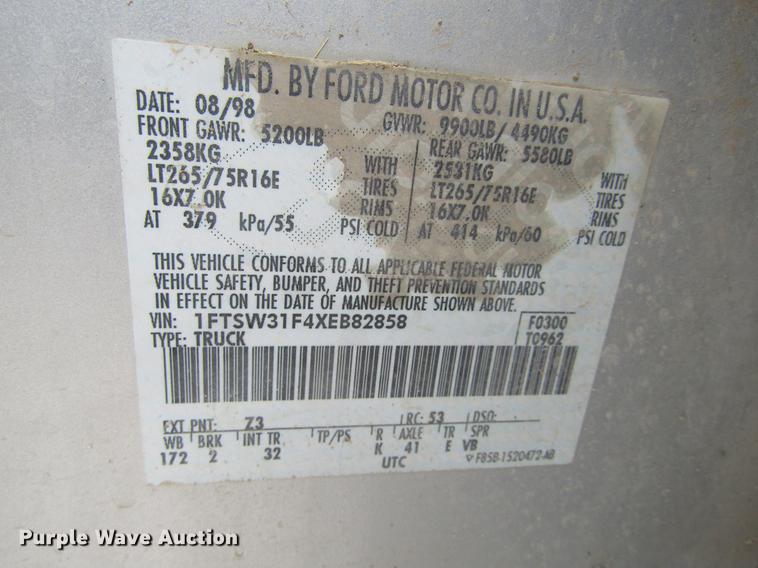 MFD. BY FORD MOTOR CO. IN U.S.A.
DATE: 08/98 GVWR: 9900LB/4490KG
FRONT GAWR: 5200LB REAR GAWR: 5580LB
2358KG WITH 2531KG WITH
LT265/75R16E TIRES LT265/75R16E TIRES
16X7.0K RIMS 16X7.0K RIMS
AT 379 kPa/55 PSI COLD AT 414 kPa/60 PSI COLD
THIS VEHICLE CONFORMS TO ALL APPLICABLE FEDERAL MOTOR
VEHICLE SAFETY, BUMPER, AND THEFT PREVENTION STANDARDS
IN EFFECT ON THE DATE OF MANUFACTURE SHOWN ABOVE.
VIN: 1FTSW31F4XEB82858 F0300
TYPE: TRUCK T0962
EXT PNT: Z3 RC: 53 DSO:
WB BRK INT TR TP/PS R AXLE TR SPR
172 2 32 K 41 E VB
UTC ▽ F85B-1520472-AB
Purple Wave Auction